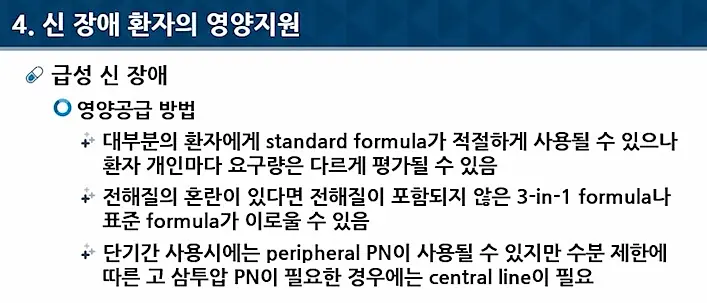 4. 신 장애 환자의 영양지원
급성 신 장애
영양공급 방법
대부분의 환자에게 standard formula가 적절하게 사용될 수 있으나
환자 개인마다 요구량은 다르게 평가될 수 있음
전해질의 혼란이 있다면 전해질이 포함되지 않은 3-in-1 formula나
표준 formula가 이로울 수 있음
단기간 사용시에는 peripheral PN이 사용될 수 있지만 수분 제한에
따른 고 삼투압 PN이 필요한 경우에는 central line이 필요